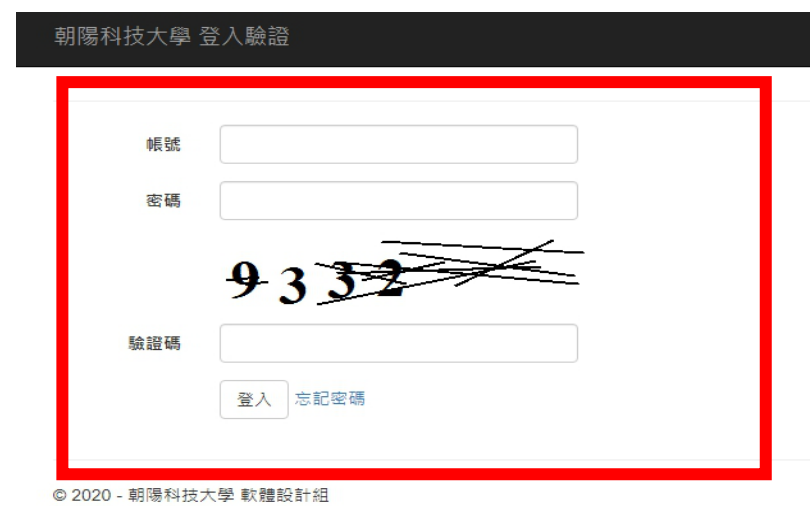 朝陽科技大學 登入驗證
帳號
密碼
9332
驗證碼
登入 忘記密碼
© 2020 - 朝陽科技大學 軟體設計組